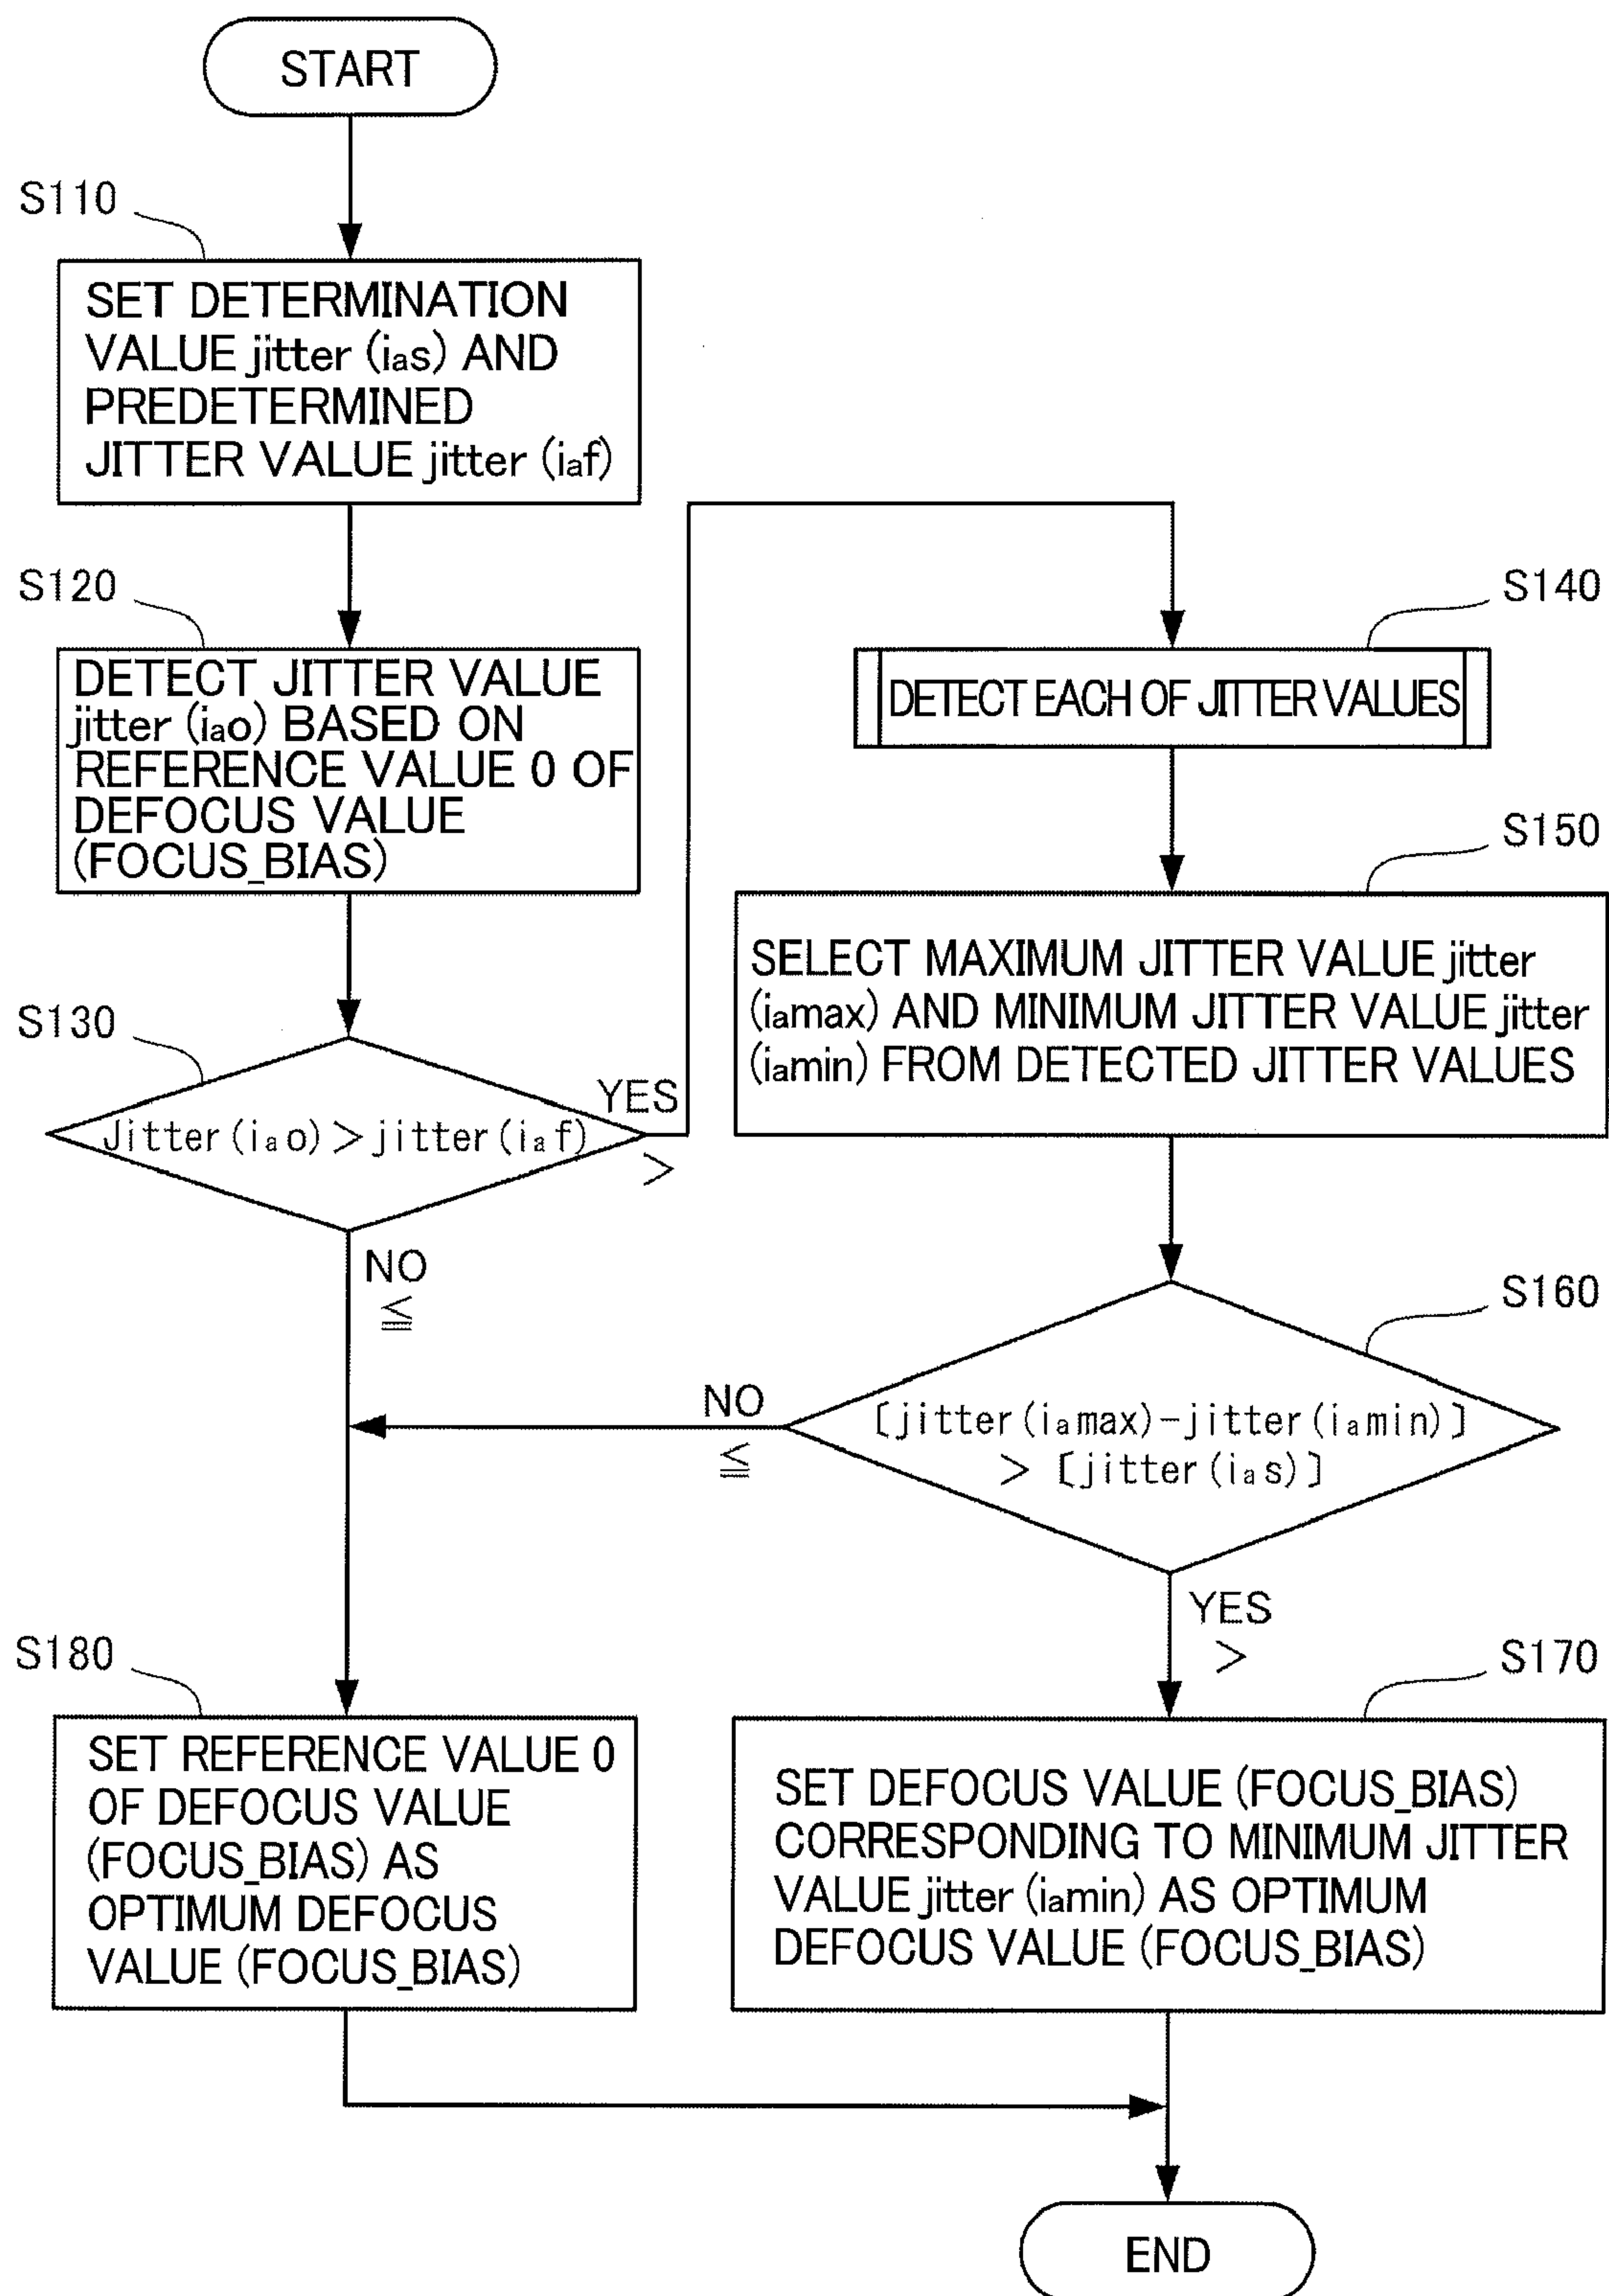 START
S110
SET DETERMINATION
VALUE jitter (ias) AND
PREDETERMINED
JITTER VALUE jitter (iaf)
S120
DETECT JITTER VALUE
jitter (iao) BASED ON
REFERENCE VALUE 0 OF
DEFOCUS VALUE
(FOCUS_BIAS)
S130
Jitter(iao)>jitter(iaf)
YES
>
NO
≦
S140
DETECT EACH OF JITTER VALUES
S150
SELECT MAXIMUM JITTER VALUE jitter
(iamax) AND MINIMUM JITTER VALUE jitter
(iamin) FROM DETECTED JITTER VALUES
S160
[jitter(iamax)-jitter(iamin)]
> [jitter(ias)]
NO
≦
YES
>
S170
SET DEFOCUS VALUE (FOCUS_BIAS)
CORRESPONDING TO MINIMUM JITTER
VALUE jitter (iamin) AS OPTIMUM
DEFOCUS VALUE (FOCUS_BIAS)
S180
SET REFERENCE VALUE 0
OF DEFOCUS VALUE
(FOCUS_BIAS) AS
OPTIMUM DEFOCUS
VALUE (FOCUS_BIAS)
END